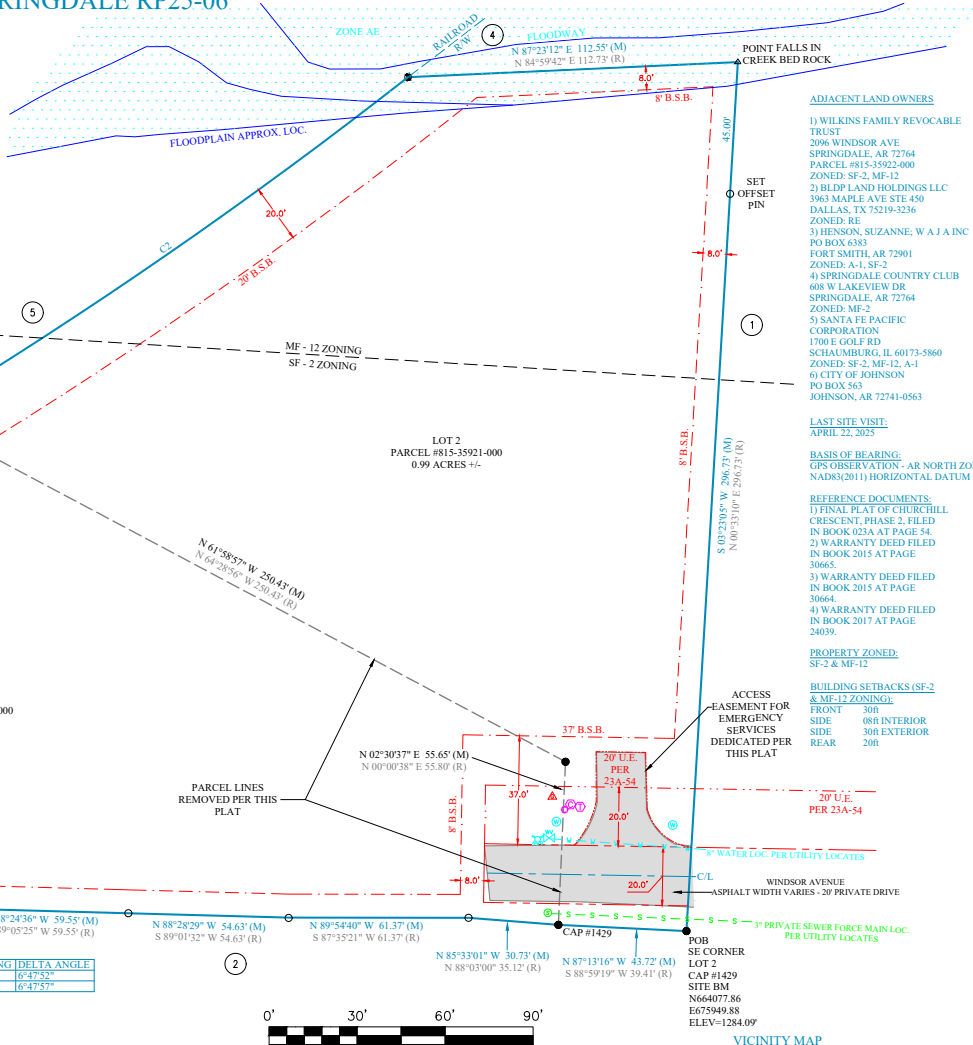 RINGDALE RP25-06
ZONE AE
RAILROAD
R/W
4
FLOODWAY
N 87°23'12" E 112.55' (M)
N 84°59'42" E 112.73' (R)
POINT FALLS IN
CREEK BED ROCK
8.0'
8' B.S.B.
FLOODPLAIN APPROX. LOC.
45.00'
SET
OFFSET
PIN
20.0'
C2
20' B.S.B.
8.0'
5
1
MF - 12 ZONING
SF - 2 ZONING
LOT 2
PARCEL #815-35921-000
0.99 ACRES +/-
8' B.S.B.
S 03°23'05" W 296.73' (M)
N 00°33'10" E 296.73' (R)
N 61°58'57" W 250.43' (M)
N 64°28'56" W 250.43' (R)
ADJACENT LAND OWNERS
1) WILKINS FAMILY REVOCABLE
TRUST
2096 WINDSOR AVE
SPRINGDALE, AR 72764
PARCEL #815-35922-000
ZONED: SF-2, MF-12
2) BLDP LAND HOLDINGS LLC
3963 MAPLE AVE STE 450
DALLAS, TX 75219-3236
ZONED: RE
3) HENSON, SUZANNE; W A J A INC
PO BOX 6383
FORT SMITH, AR 72901
ZONED: A-1, SF-2
4) SPRINGDALE COUNTRY CLUB
608 W LAKEVIEW DR
SPRINGDALE, AR 72764
ZONED: MF-2
5) SANTA FE PACIFIC
CORPORATION
1700 E GOLF RD
SCHAUMBURG, IL 60173-5860
ZONED: SF-2, MF-12, A-1
6) CITY OF JOHNSON
PO BOX 563
JOHNSON, AR 72741-0563
LAST SITE VISIT:
APRIL 22, 2025
BASIS OF BEARING:
GPS OBSERVATION - AR NORTH ZO
NAD83(2011) HORIZONTAL DATUM
REFERENCE DOCUMENTS:
1) FINAL PLAT OF CHURCHILL
CRESCENT, PHASE 2, FILED
IN BOOK 023A AT PAGE 54.
2) WARRANTY DEED FILED
IN BOOK 2015 AT PAGE
30665.
3) WARRANTY DEED FILED
IN BOOK 2015 AT PAGE
30664.
4) WARRANTY DEED FILED
IN BOOK 2017 AT PAGE
24039.
PROPERTY ZONED:
SF-2 & MF-12
BUILDING SETBACKS (SF-2
& MF-12 ZONING):
FRONT 30ft
SIDE 08ft INTERIOR
SIDE 30ft EXTERIOR
REAR 20ft
000
ACCESS
EASEMENT FOR
EMERGENCY
SERVICES
DEDICATED PER
THIS PLAT
37' B.S.B.
N 02°30'37" E 55.65' (M)
N 00°00'38" E 55.80' (R)
20' U.E.
PER
23A-54
PARCEL LINES
REMOVED PER THIS
PLAT
37.0'
8' B.S.B.
20.0'
20' U.E.
PER 23A-54
W
W
WV
8" WATER LOC. PER UTILITY LOCATES
8.0'
20.0'
C/L
WINDSOR AVENUE
ASPHALT WIDTH VARIES - 20' PRIVATE DRIVE
S S S S S S S S
3" PRIVATE SEWER FORCE MAIN LOC.
PER UTILITY LOCATES
8°24'36" W 59.55' (M)
89°05'25" W 59.55' (R)
N 88°28'29" W 54.63' (M)
S 89°01'32" W 54.63' (R)
N 89°54'40" W 61.37' (M)
S 87°35'21" W 61.37' (R)
CAP #1429
N 85°33'01" W 30.73' (M)
N 88°03'00" 35.12' (R)
N 87°13'16" W 43.72' (M)
S 88°59'19" W 39.41' (R)
POB
SE CORNER
LOT 2
CAP #1429
SITE BM
N664077.86
E675949.88
ELEV=1284.09'
2
NG DELTA ANGLE
6°47'52"
6°47'57"
0' 30' 60' 90'
VICINITY MAP